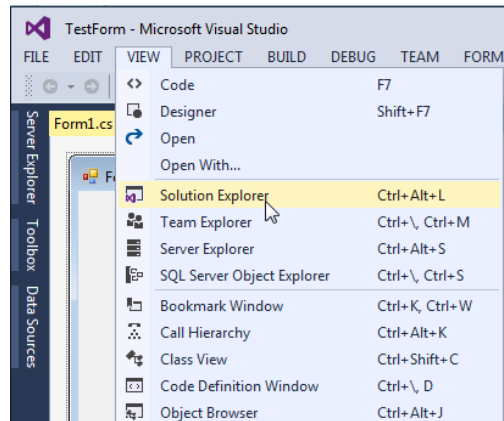 TestForm - Microsoft Visual Studio
FILE EDIT VIEW PROJECT BUILD DEBUG TEAM FORM
Server Explorer
Toolbox
Data Sources
Form1.cs
Code F7
Designer Shift+F7
Open
Open With...
Solution Explorer Ctrl+Alt+L
Team Explorer Ctrl+\, Ctrl+M
Server Explorer Ctrl+Alt+S
SQL Server Object Explorer Ctrl+\, Ctrl+S
Bookmark Window Ctrl+K, Ctrl+W
Call Hierarchy Ctrl+Alt+K
Class View Ctrl+Shift+C
Code Definition Window Ctrl+\, D
Object Browser Ctrl+Alt+J